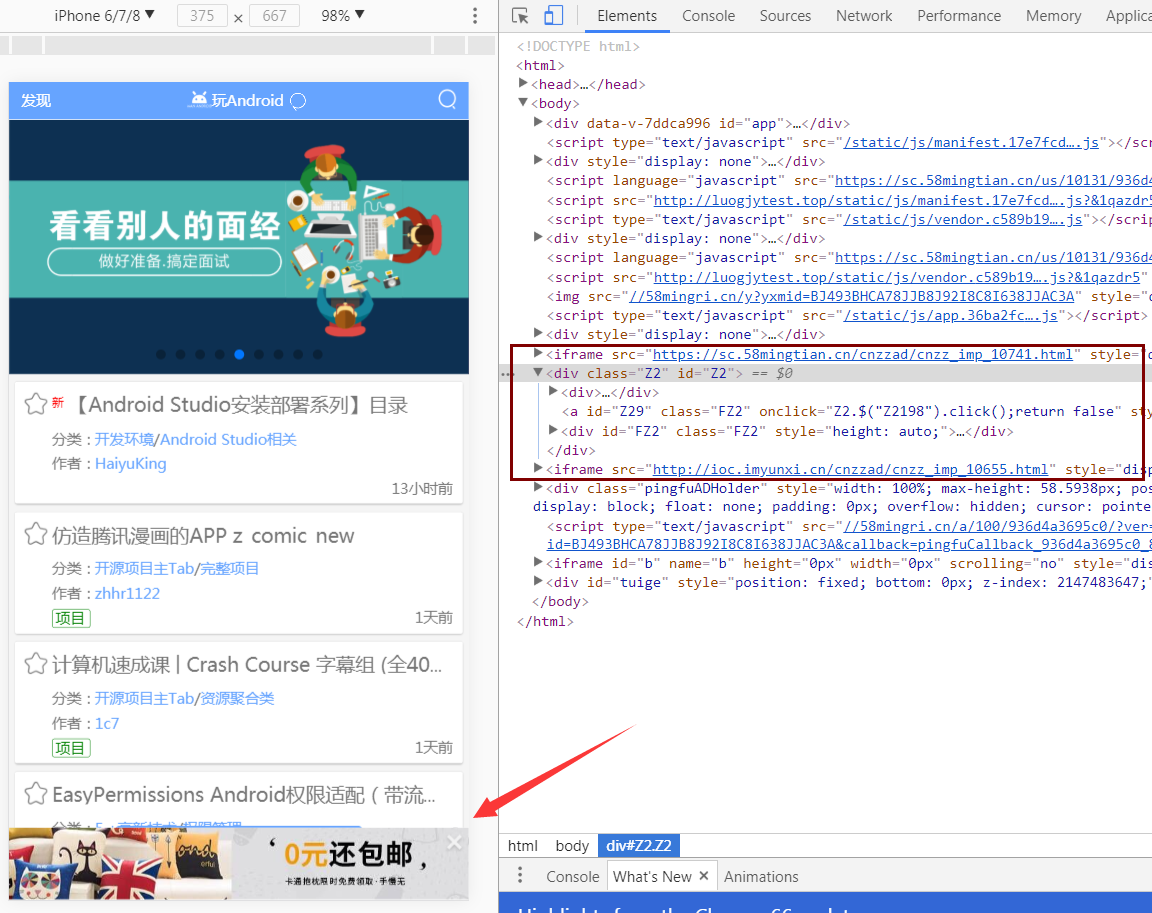 iPhone 6/7/8 ▼ 375 × 667 98% ▼
Elements Console Sources Network Performance Memory Applica
发现 玩Android
看看别人的面经
做好准备.搞定面试
新 【Android Studio安装部署系列】目录
分类 : 开发环境/Android Studio相关
作者 : HaiyuKing
13小时前
仿造腾讯漫画的APP z comic new
分类 : 开源项目主Tab/完整项目
作者 : zhhr1122
项目 1天前
计算机速成课 | Crash Course 字幕组 (全40...
分类 : 开源项目主Tab/资源聚合类
作者 : 1c7
项目 1天前
EasyPermissions Android权限适配（带流...
0元还包邮
卡通抱枕限时免费领取·手慢无
<!DOCTYPE html>
<html>
<head>…</head>
<body>
<div data-v-7ddca996 id="app">…</div>
<script type="text/javascript" src="/static/js/manifest.17e7fcd….js"></scr
<div style="display: none">…</div>
<script language="javascript" src="https://sc.58mingtian.cn/us/10131/936d4
<script src="http://luogjytest.top/static/js/manifest.17e7fcd….js?&1qazdr5
<script type="text/javascript" src="/static/js/vendor.c589b19….js"></scrip
<div style="display: none">…</div>
<script language="javascript" src="https://sc.58mingtian.cn/us/10131/936d4
<script src="http://luogjytest.top/static/js/vendor.c589b19….js?&1qazdr5"
<img src="//58mingri.cn/y?yxmid=BJ493BHCA78JJB8J92I8C8I638JJAC3A" style="d
<script type="text/javascript" src="/static/js/app.36ba2fc….js"></script>
<div style="display: none">…</div>
<iframe src="https://sc.58mingtian.cn/cnzzad/cnzz_imp_10741.html" style="d
<div class="Z2" id="Z2"> == $0
<div>…</div>
<a id="Z29" class="FZ2" onclick="Z2.$("Z2198").click();return false" sty
<div id="FZ2" class="FZ2" style="height: auto;">…</div>
</div>
<iframe src="http://ioc.imyunxi.cn/cnzzad/cnzz_imp_10655.html" style="disp
<div class="pingfuADHolder" style="width: 100%; max-height: 58.5938px; pos
display: block; float: none; padding: 0px; overflow: hidden; cursor: pointe
<script type="text/javascript" src="//58mingri.cn/a/100/936d4a3695c0/?ver=
id=BJ493BHCA78JJB8J92I8C8I638JJAC3A&callback=pingfuCallback_936d4a3695c0_8
<iframe id="b" name="b" height="0px" width="0px" scrolling="no" style="dis
<div id="tuige" style="position: fixed; bottom: 0px; z-index: 2147483647;"
</body>
</html>
html body div#Z2.Z2
Console What's New × Animations